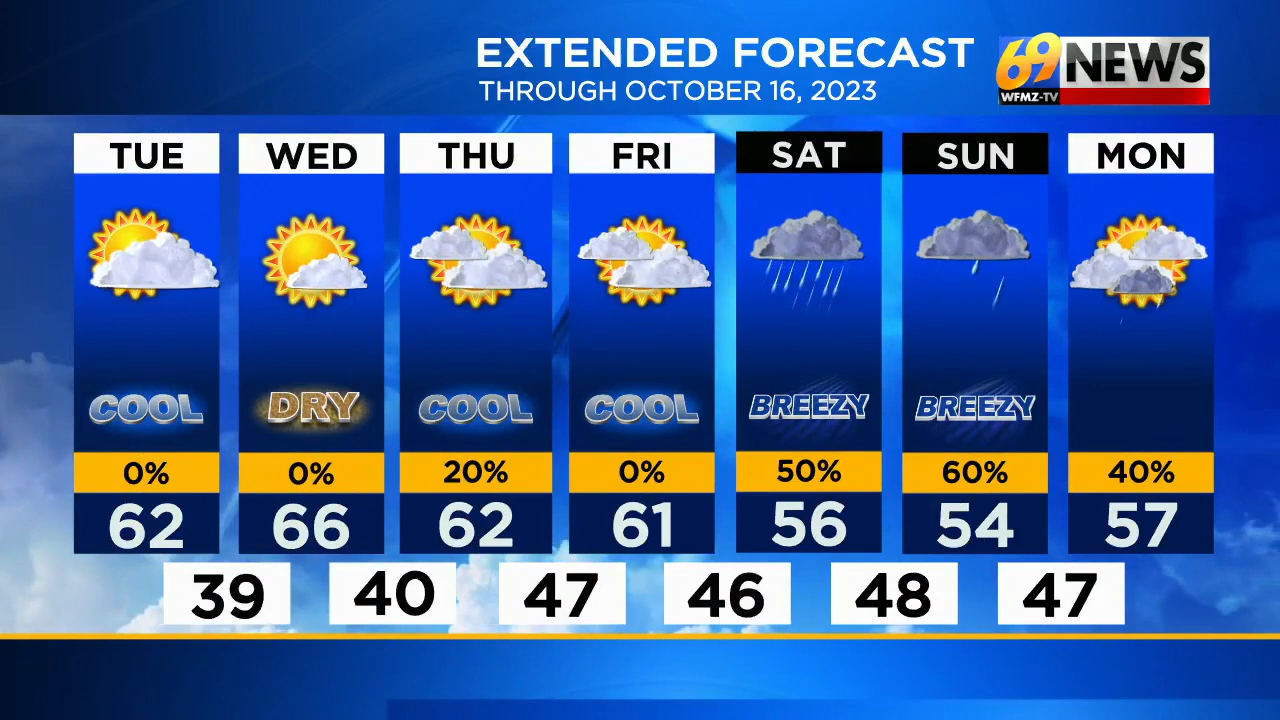 EXTENDED FORECAST
THROUGH OCTOBER 16, 2023
69 NEWS
WFMZ-TV
TUE WED THU FRI SAT SUN MON
COOL DRY COOL COOL BREEZY BREEZY
0% 0% 20% 0% 50% 60% 40%
62 66 62 61 56 54 57
39 40 47 46 48 47